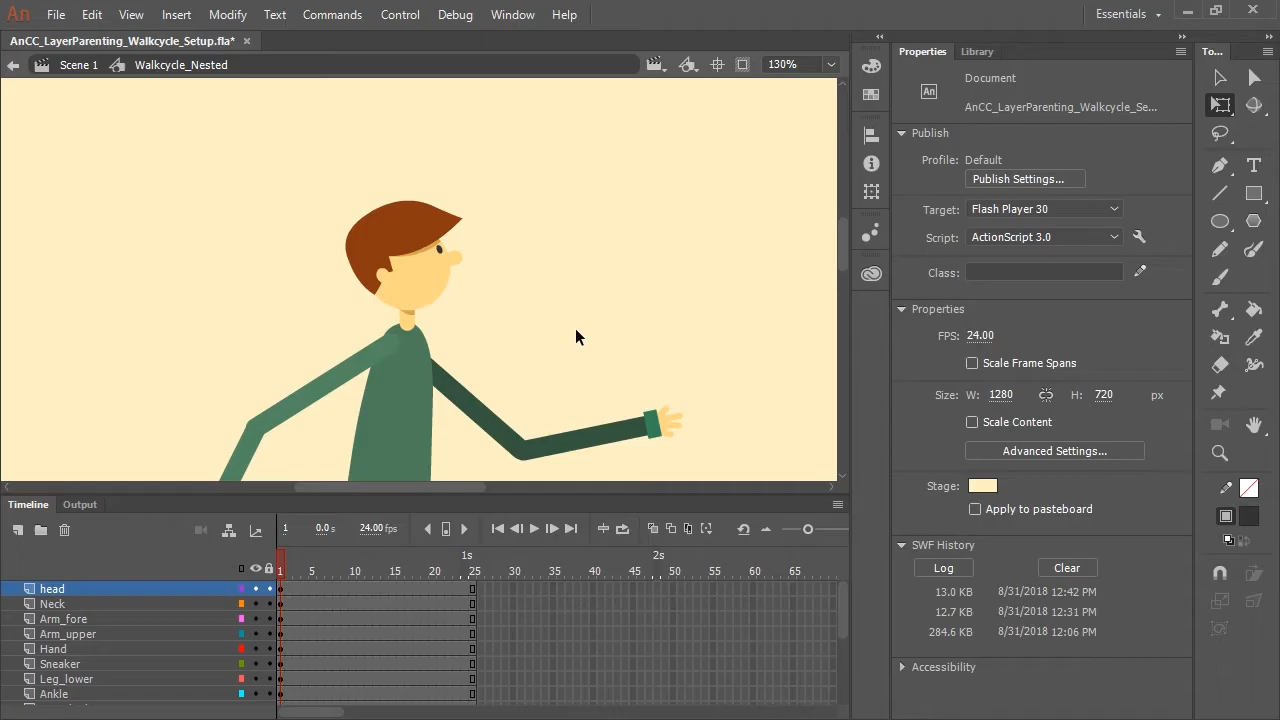 An File Edit View Insert Modify Text Commands Control Debug Window Help Essentials
AnCC_LayerParenting_Walkcycle_Setup.fla*
Scene 1 Walkcycle_Nested 130%
Properties Library To...
Document
An
AnCC_LayerParenting_Walkcycle_Se...
Publish
Profile: Default
Publish Settings...
Target: Flash Player 30
Script: ActionScript 3.0
Class:
Properties
FPS: 24.00
Scale Frame Spans
Size: W: 1280 H: 720 px
Scale Content
Advanced Settings...
Stage:
Apply to pasteboard
SWF History
Log Clear
13.0 KB 8/31/2018 12:42 PM
12.7 KB 8/31/2018 12:31 PM
284.6 KB 8/31/2018 12:06 PM
Accessibility
Timeline Output
1 0.0 s 24.00 fps
1s 2s
1 5 10 15 20 25 30 35 40 45 50 55 60 65
head
Neck
Arm_fore
Arm_upper
Hand
Sneaker
Leg_lower
Ankle